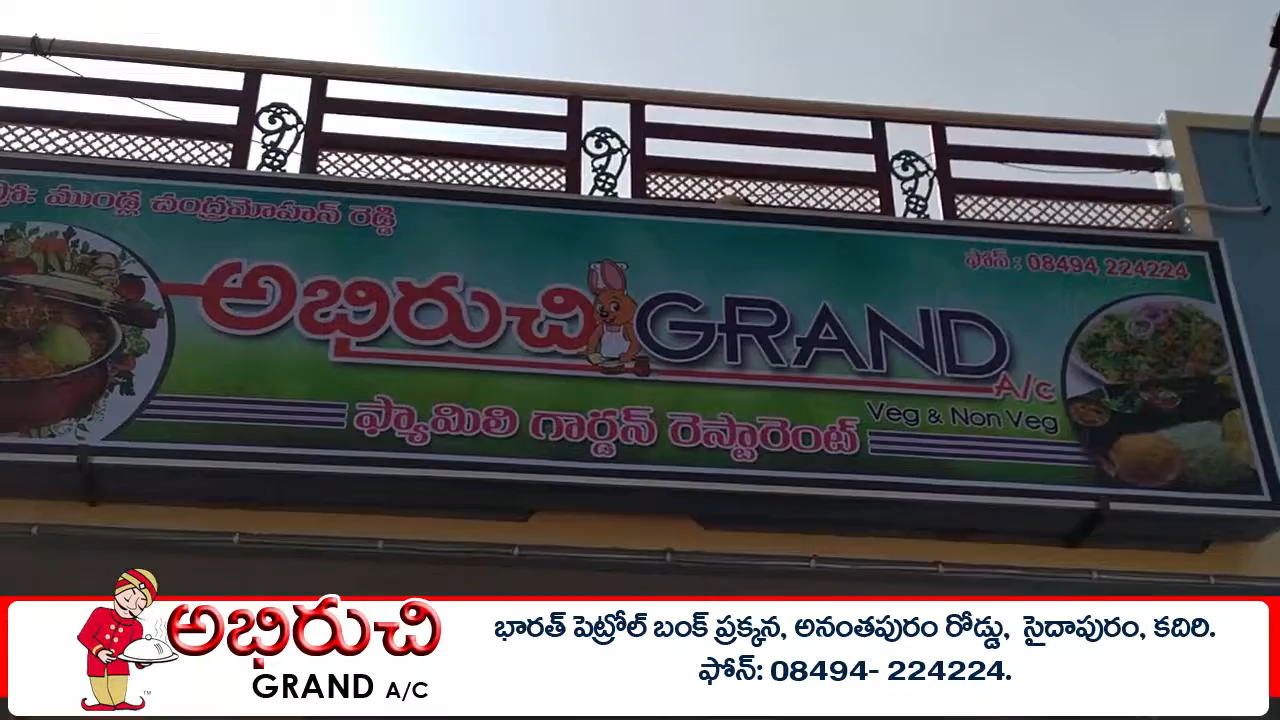 ప్రొః ముండ్ల చంద్రమోహన్ రెడ్డి
ఫోన్ : 08494 224224
అభిరుచి GRAND
A/c
ఫ్యామిలి గార్డన్ రెస్టారెంట్
Veg & Non Veg
అభిరుచి
GRAND A/C
భారత్ పెట్రోల్ బంక్ ప్రక్కన, అనంతపురం రోడ్డు, సైదాపురం, కదిరి.
ఫోన్: 08494- 224224.